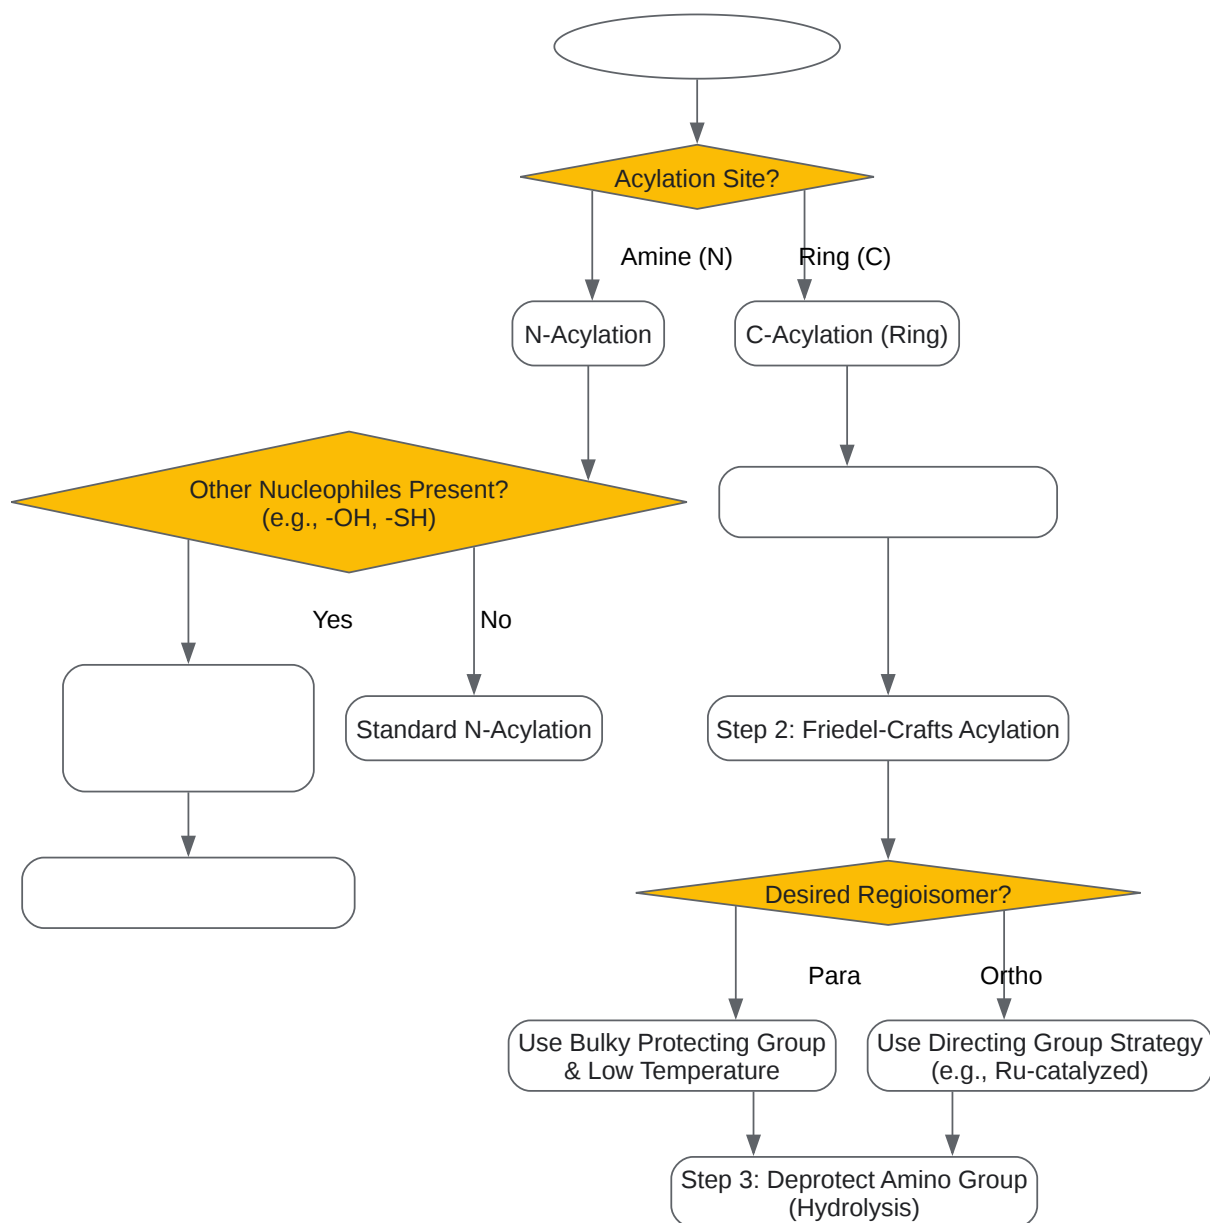 Acylation Site?
Amine (N)
Ring (C)
N-Acylation
C-Acylation (Ring)
Other Nucleophiles Present?
(e.g., -OH, -SH)
Yes
No
Standard N-Acylation
Step 2: Friedel-Crafts Acylation
Desired Regioisomer?
Para
Ortho
Use Bulky Protecting Group
& Low Temperature
Use Directing Group Strategy
(e.g., Ru-catalyzed)
Step 3: Deprotect Amino Group
(Hydrolysis)